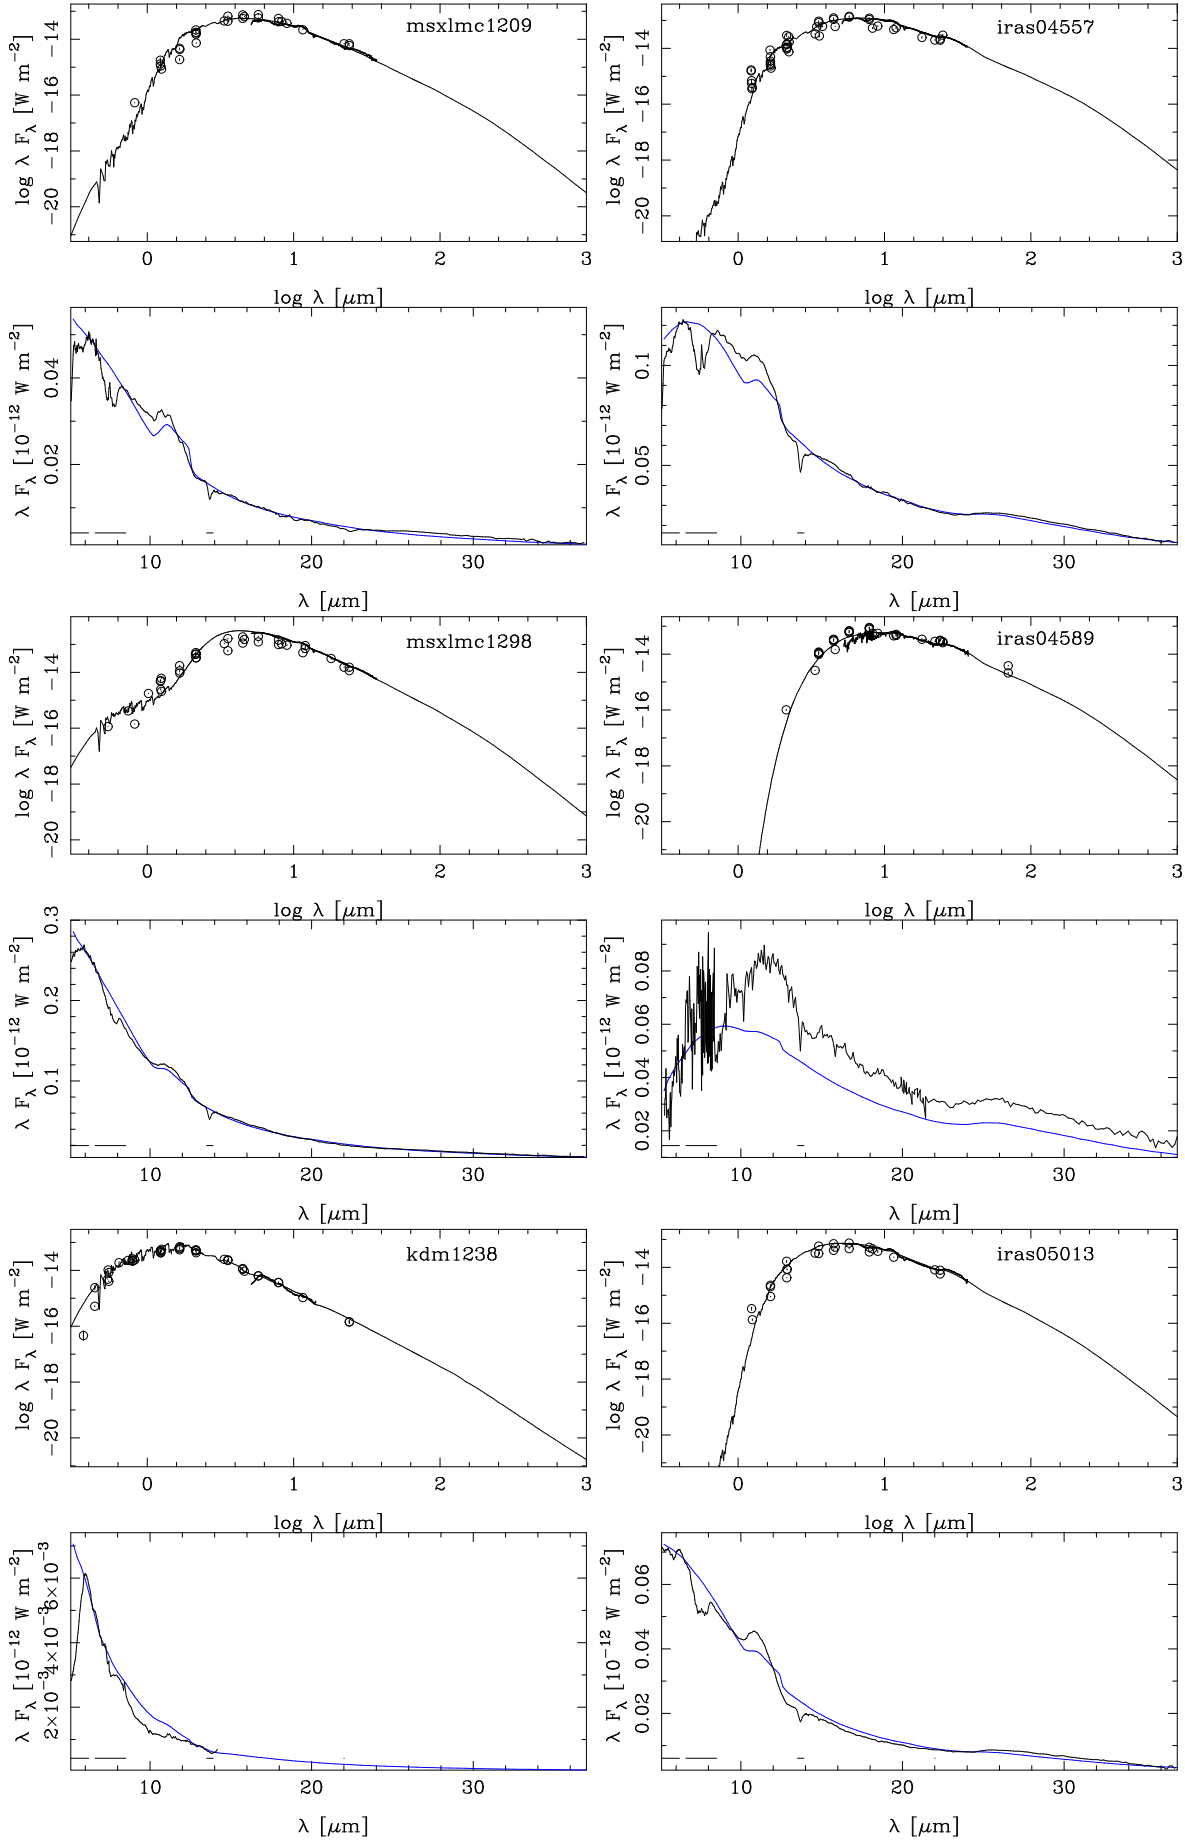 msxlmc1209
log λ F_λ [W m⁻²]
−14 −16 −18 −20
0 1 2 3
log λ [μm]
iras04557
log λ F_λ [W m⁻²]
−14 −16 −18 −20
0 1 2 3
log λ [μm]
λ F_λ [10⁻¹² W m⁻²]
0.04 0.02
10 20 30
λ [μm]
λ F_λ [10⁻¹² W m⁻²]
0.1 0.05
10 20 30
λ [μm]
msxlmc1298
log λ F_λ [W m⁻²]
−14 −16 −18 −20
0 1 2 3
log λ [μm]
iras04589
log λ F_λ [W m⁻²]
−14 −16 −18 −20
0 1 2 3
log λ [μm]
λ F_λ [10⁻¹² W m⁻²]
0.3 0.2 0.1
10 20 30
λ [μm]
λ F_λ [10⁻¹² W m⁻²]
0.08 0.06 0.04 0.02
10 20 30
λ [μm]
kdm1238
log λ F_λ [W m⁻²]
−14 −16 −18 −20
0 1 2 3
log λ [μm]
iras05013
log λ F_λ [W m⁻²]
−14 −16 −18 −20
0 1 2 3
log λ [μm]
λ F_λ [10⁻¹² W m⁻²]
6×10⁻³ 4×10⁻³ 2×10⁻³
10 20 30
λ [μm]
λ F_λ [10⁻¹² W m⁻²]
0.06 0.04 0.02
10 20 30
λ [μm]